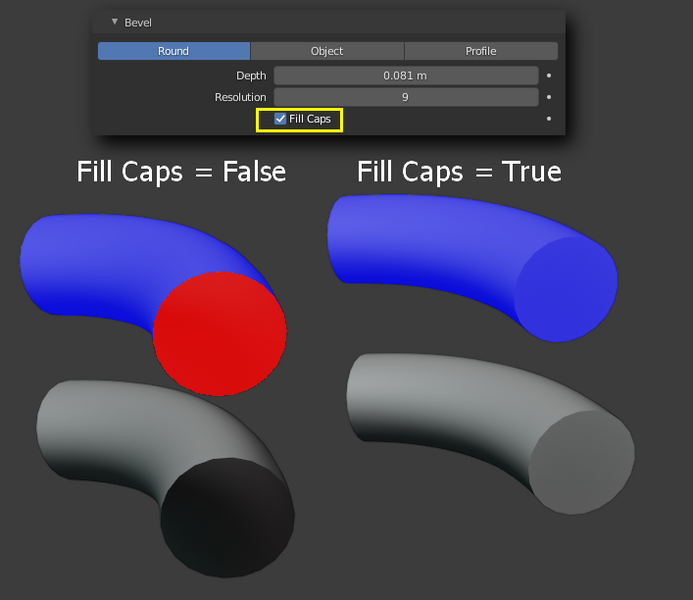 Bevel
Round Object Profile
Depth 0.081 m
Resolution 9
Fill Caps
Fill Caps = False Fill Caps = True